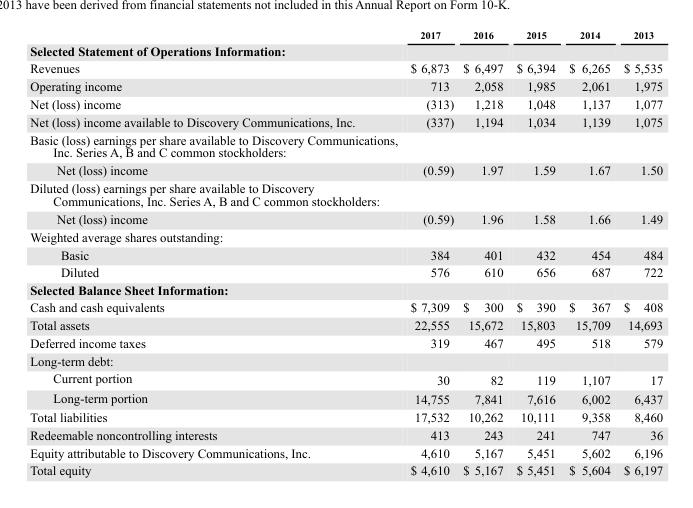 2013 have been derived from financial statements not included in this Annual Report on Form 10-K.
2017 2016 2015 2014 2013
Selected Statement of Operations Information:
Revenues $ 6,873 $ 6,497 $ 6,394 $ 6,265 $ 5,535
Operating income 713 2,058 1,985 2,061 1,975
Net (loss) income (313) 1,218 1,048 1,137 1,077
Net (loss) income available to Discovery Communications, Inc. (337) 1,194 1,034 1,139 1,075
Basic (loss) earnings per share available to Discovery Communications,
Inc. Series A, B and C common stockholders:
Net (loss) income (0.59) 1.97 1.59 1.67 1.50
Diluted (loss) earnings per share available to Discovery
Communications, Inc. Series A, B and C common stockholders:
Net (loss) income (0.59) 1.96 1.58 1.66 1.49
Weighted average shares outstanding:
Basic 384 401 432 454 484
Diluted 576 610 656 687 722
Selected Balance Sheet Information:
Cash and cash equivalents $ 7,309 $ 300 $ 390 $ 367 $ 408
Total assets 22,555 15,672 15,803 15,709 14,693
Deferred income taxes 319 467 495 518 579
Long-term debt:
Current portion 30 82 119 1,107 17
Long-term portion 14,755 7,841 7,616 6,002 6,437
Total liabilities 17,532 10,262 10,111 9,358 8,460
Redeemable noncontrolling interests 413 243 241 747 36
Equity attributable to Discovery Communications, Inc. 4,610 5,167 5,451 5,602 6,196
Total equity $ 4,610 $ 5,167 $ 5,451 $ 5,604 $ 6,197